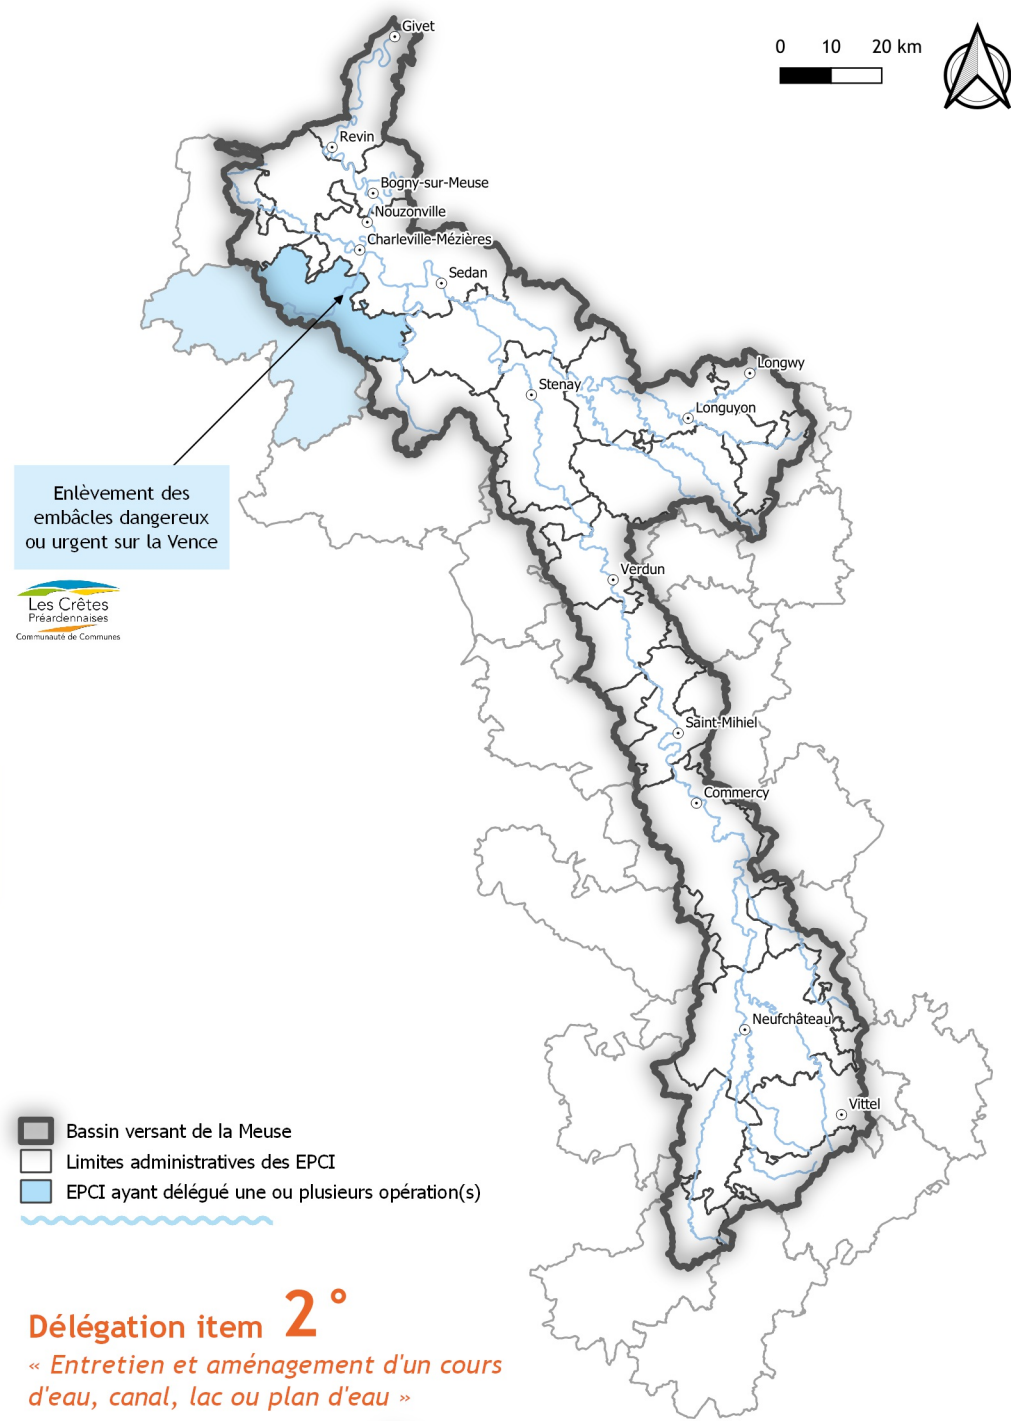 Givet
0 10 20 km
Revin
Bogny-sur-Meuse
Nouzonville
Charleville-Mézières
Sedan
Longwy
Stenay
Longuyon
Enlèvement des
embâcles dangereux
ou urgent sur la Vence
Verdun
Les Crêtes
Préardennaises
Communauté de Communes
Saint-Mihiel
Commercy
Neufchâteau
Vittel
Bassin versant de la Meuse
Limites administratives des EPCI
EPCI ayant délégué une ou plusieurs opération(s)
Délégation item 2°
« Entretien et aménagement d'un cours
d'eau, canal, lac ou plan d'eau »